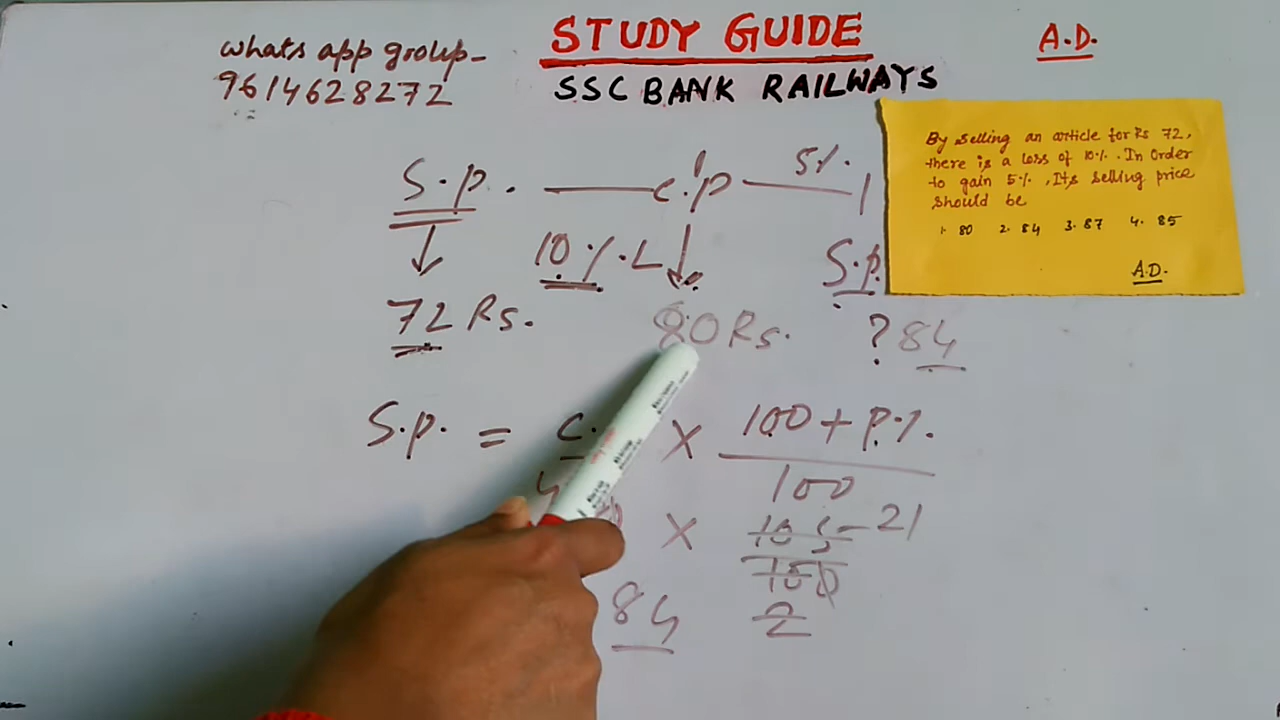 whats app group-
9614628272
STUDY GUIDE
SSC BANK RAILWAYS
A.D.
By selling an article for Rs 72,
there is a loss of 10%. In order
to gain 5%, Its selling price
should be
1. 80 2. 84 3. 87 4. 85
A.D.
S.p. c.p 5%.
10%.L S.p.
72 Rs. 80 Rs. ? 84
S.p. = c. × 100 + p.%.
100
× 105 21
100
84 2